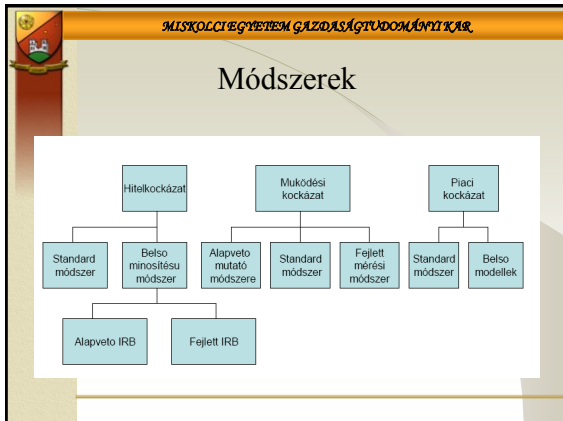 MISKOLCI EGYETEM GAZDASÁGTUDOMÁNYI KAR
Módszerek
Hitelkockázat
Muködési
kockázat
Piaci
kockázat
Standard
módszer
Belso
minosítésu
módszer
Alapveto
mutató
módszere
Standard
módszer
Fejlett
mérési
módszer
Standard
módszer
Belso
modellek
Alapveto IRB
Fejlett IRB